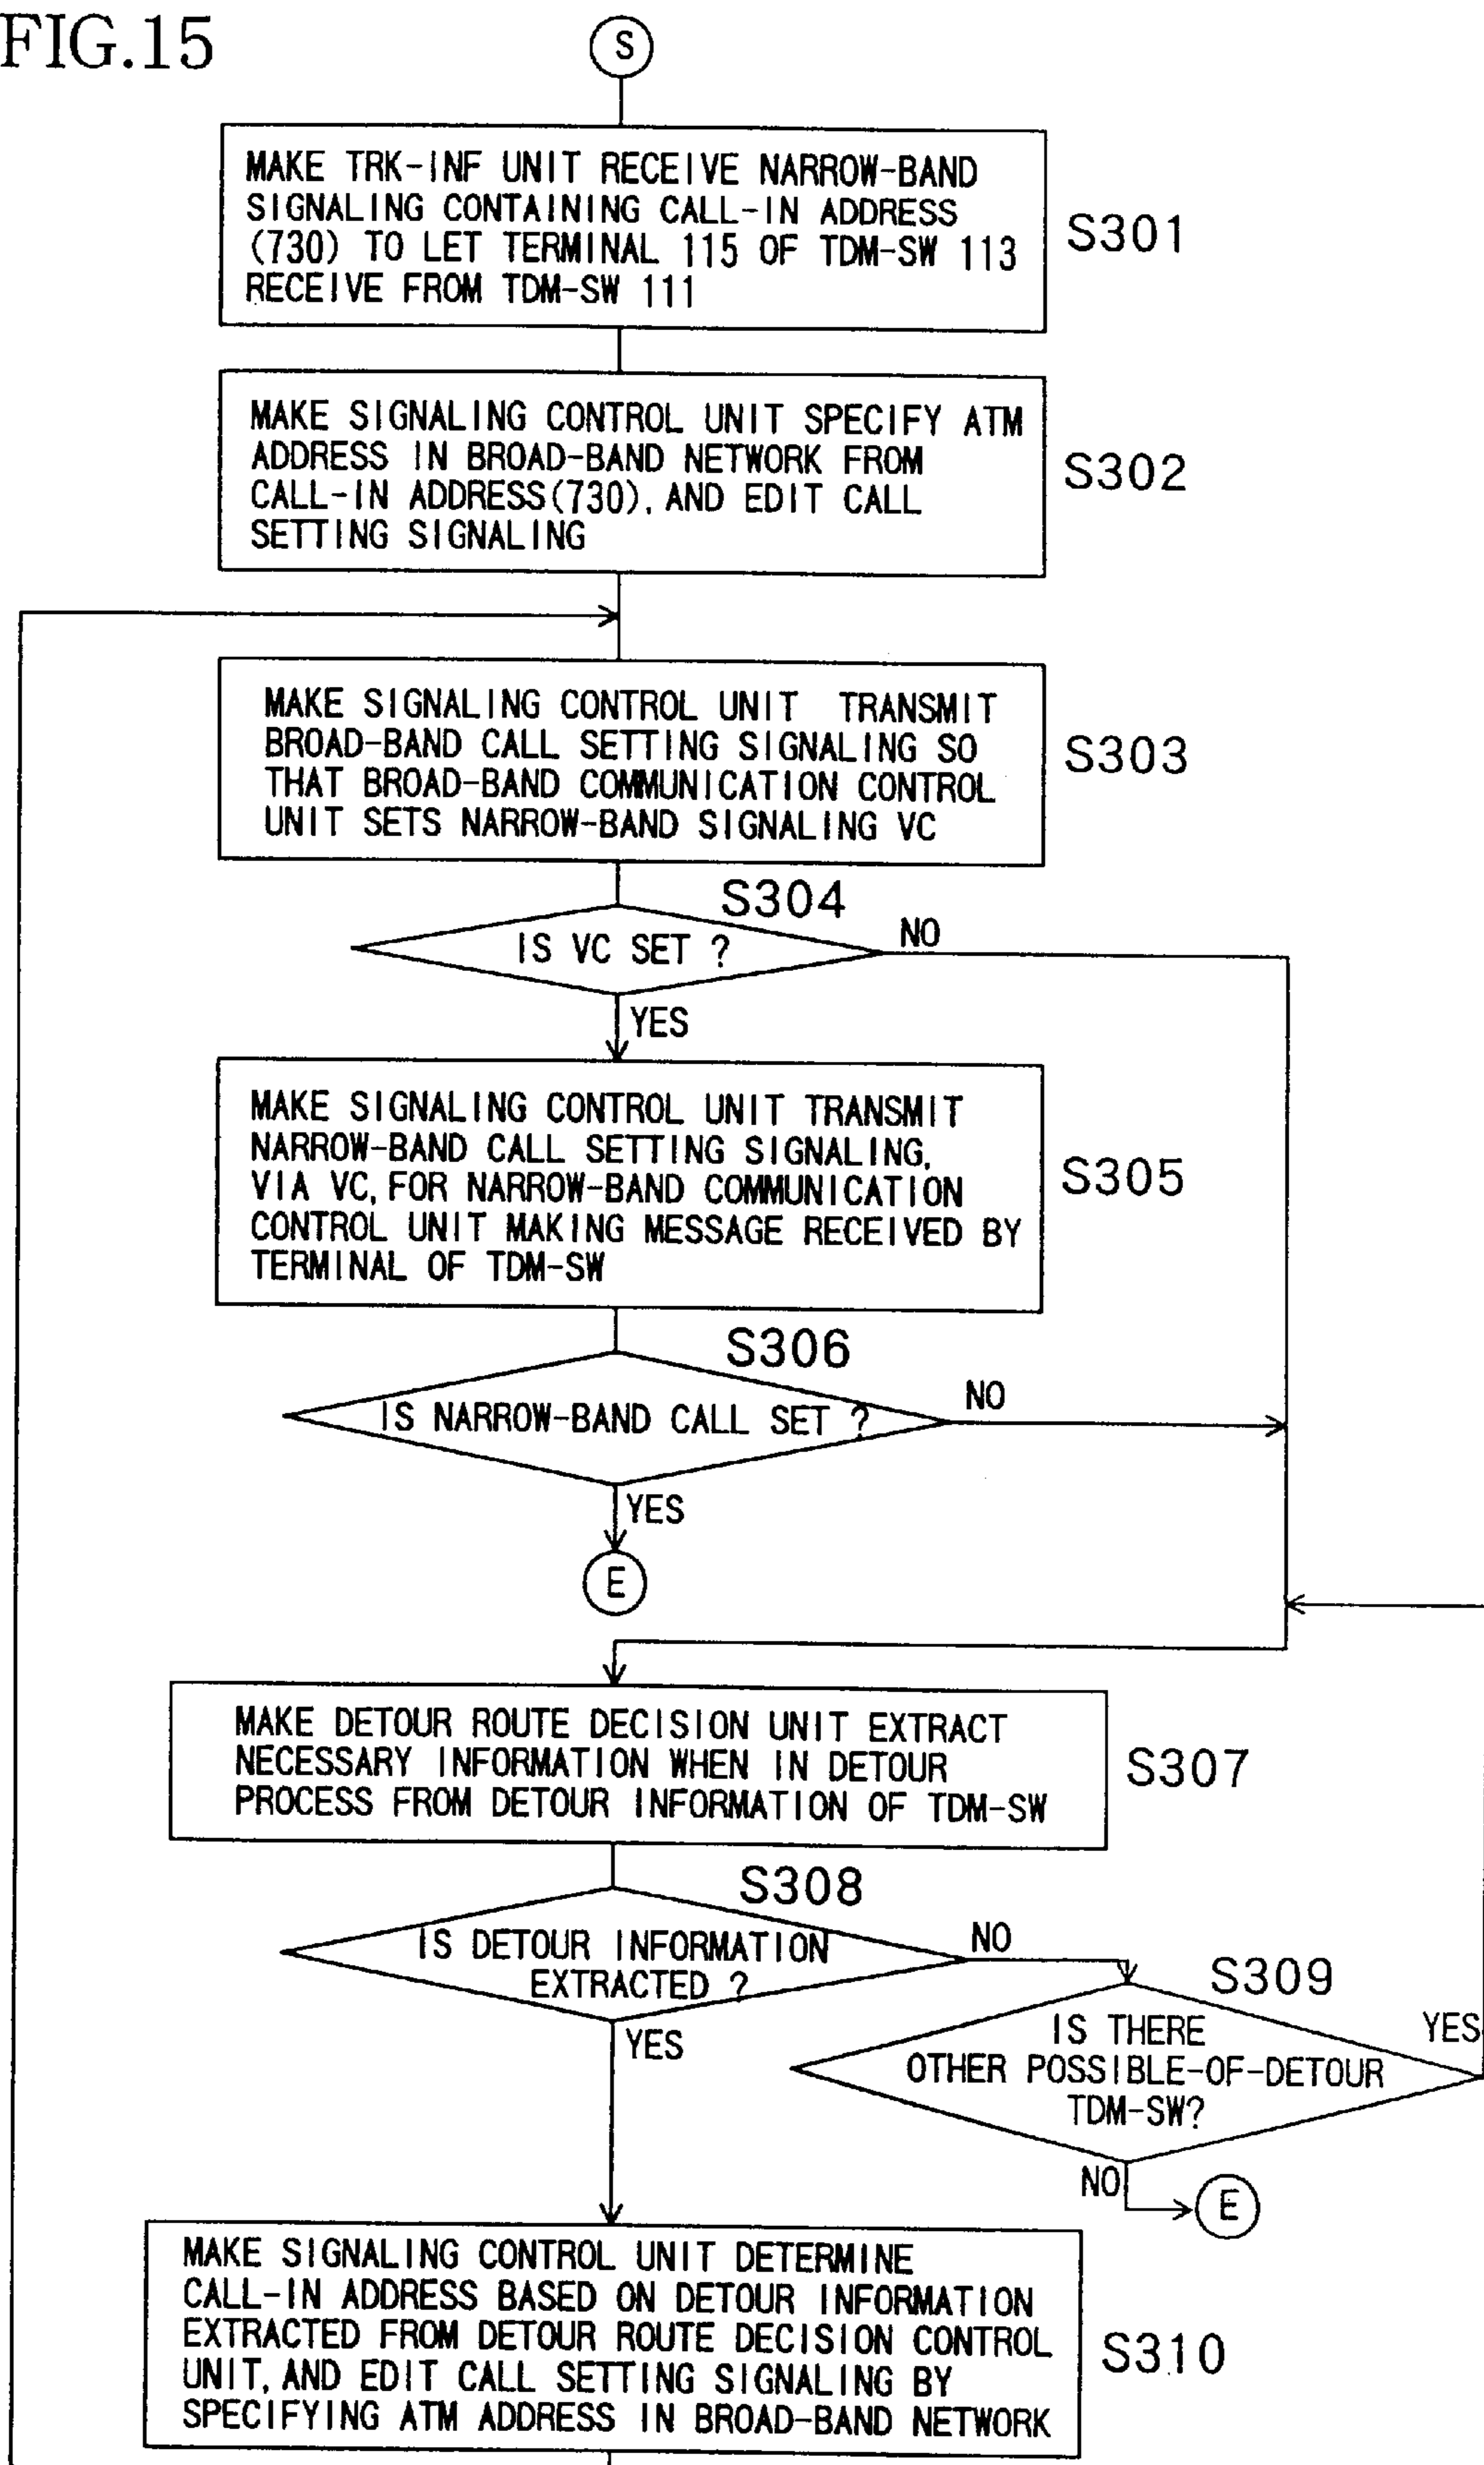 FIG.15
S
MAKE TRK-INF UNIT RECEIVE NARROW-BAND
SIGNALING CONTAINING CALL-IN ADDRESS
(730) TO LET TERMINAL 115 OF TDM-SW 113
RECEIVE FROM TDM-SW 111
S301
MAKE SIGNALING CONTROL UNIT SPECIFY ATM
ADDRESS IN BROAD-BAND NETWORK FROM
CALL-IN ADDRESS(730), AND EDIT CALL
SETTING SIGNALING
S302
MAKE SIGNALING CONTROL UNIT TRANSMIT
BROAD-BAND CALL SETTING SIGNALING SO
THAT BROAD-BAND COMMUNICATION CONTROL
UNIT SETS NARROW-BAND SIGNALING VC
S303
S304
IS VC SET ?
NO
YES
MAKE SIGNALING CONTROL UNIT TRANSMIT
NARROW-BAND CALL SETTING SIGNALING,
VIA VC, FOR NARROW-BAND COMMUNICATION
CONTROL UNIT MAKING MESSAGE RECEIVED BY
TERMINAL OF TDM-SW
S305
S306
IS NARROW-BAND CALL SET ?
NO
YES
E
MAKE DETOUR ROUTE DECISION UNIT EXTRACT
NECESSARY INFORMATION WHEN IN DETOUR
PROCESS FROM DETOUR INFORMATION OF TDM-SW
S307
S308
IS DETOUR INFORMATION
EXTRACTED ?
NO
YES
S309
IS THERE
OTHER POSSIBLE-OF-DETOUR
TDM-SW?
YES
NO
E
MAKE SIGNALING CONTROL UNIT DETERMINE
CALL-IN ADDRESS BASED ON DETOUR INFORMATION
EXTRACTED FROM DETOUR ROUTE DECISION CONTROL
UNIT, AND EDIT CALL SETTING SIGNALING BY
SPECIFYING ATM ADDRESS IN BROAD-BAND NETWORK
S310